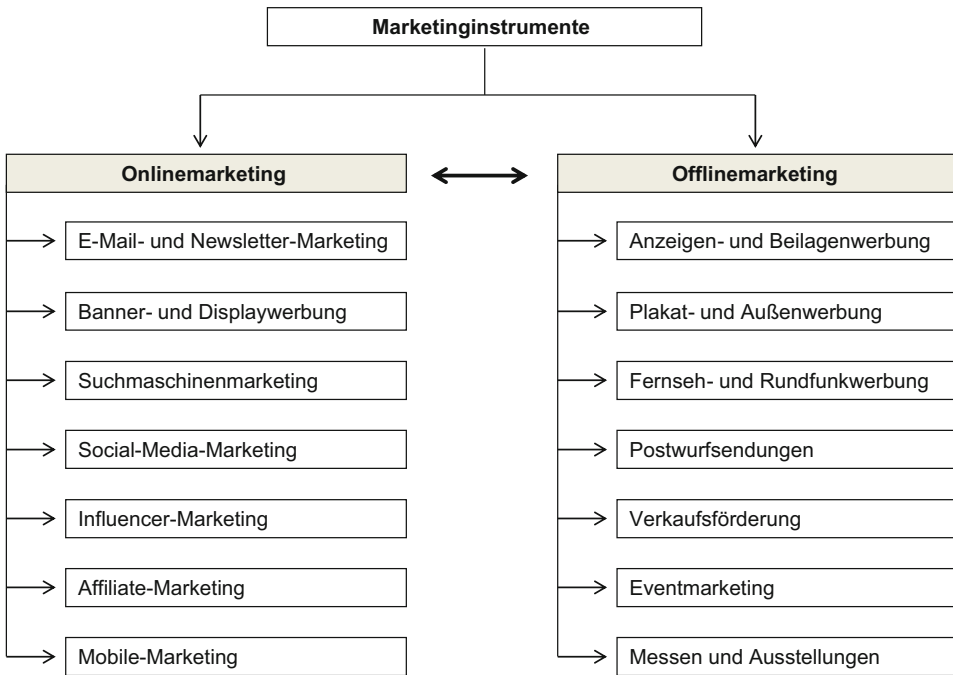 Marketinginstrumente
Onlinemarketing
E-Mail- und Newsletter-Marketing
Banner- und Displaywerbung
Suchmaschinenmarketing
Social-Media-Marketing
Influencer-Marketing
Affiliate-Marketing
Mobile-Marketing
Offlinemarketing
Anzeigen- und Beilagenwerbung
Plakat- und Außenwerbung
Fernseh- und Rundfunkwerbung
Postwurfsendungen
Verkaufsförderung
Eventmarketing
Messen und Ausstellungen